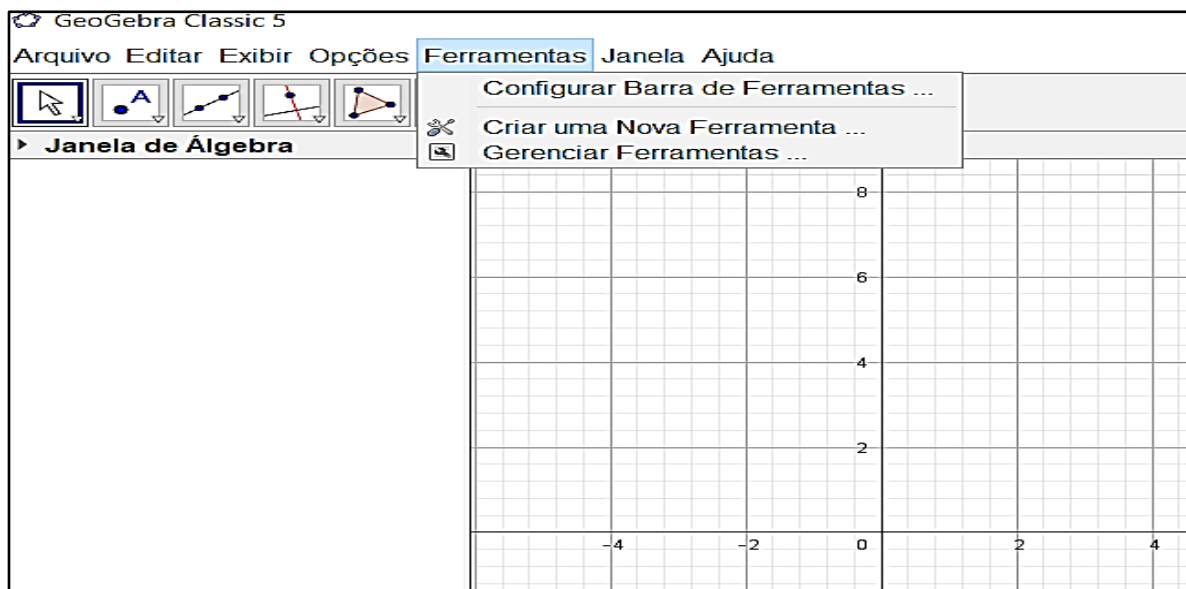 GeoGebra Classic 5
Arquivo Editar Exibir Opções Ferramentas Janela Ajuda
A
Configurar Barra de Ferramentas ...
Criar uma Nova Ferramenta ...
Gerenciar Ferramentas ...
Janela de Álgebra
8
6
4
2
-4 -2 0 2 4